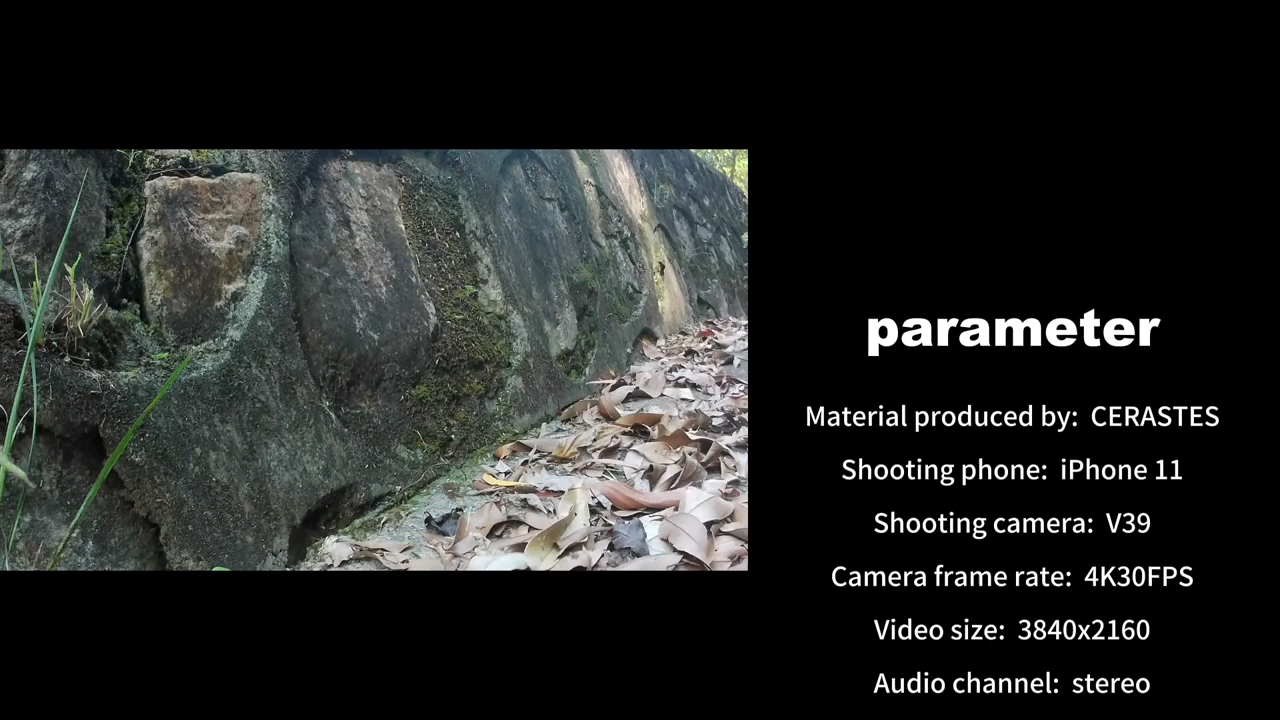 parameter
Material produced by: CERASTES
Shooting phone: iPhone 11
Shooting camera: V39
Camera frame rate: 4K30FPS
Video size: 3840x2160
Audio channel: stereo